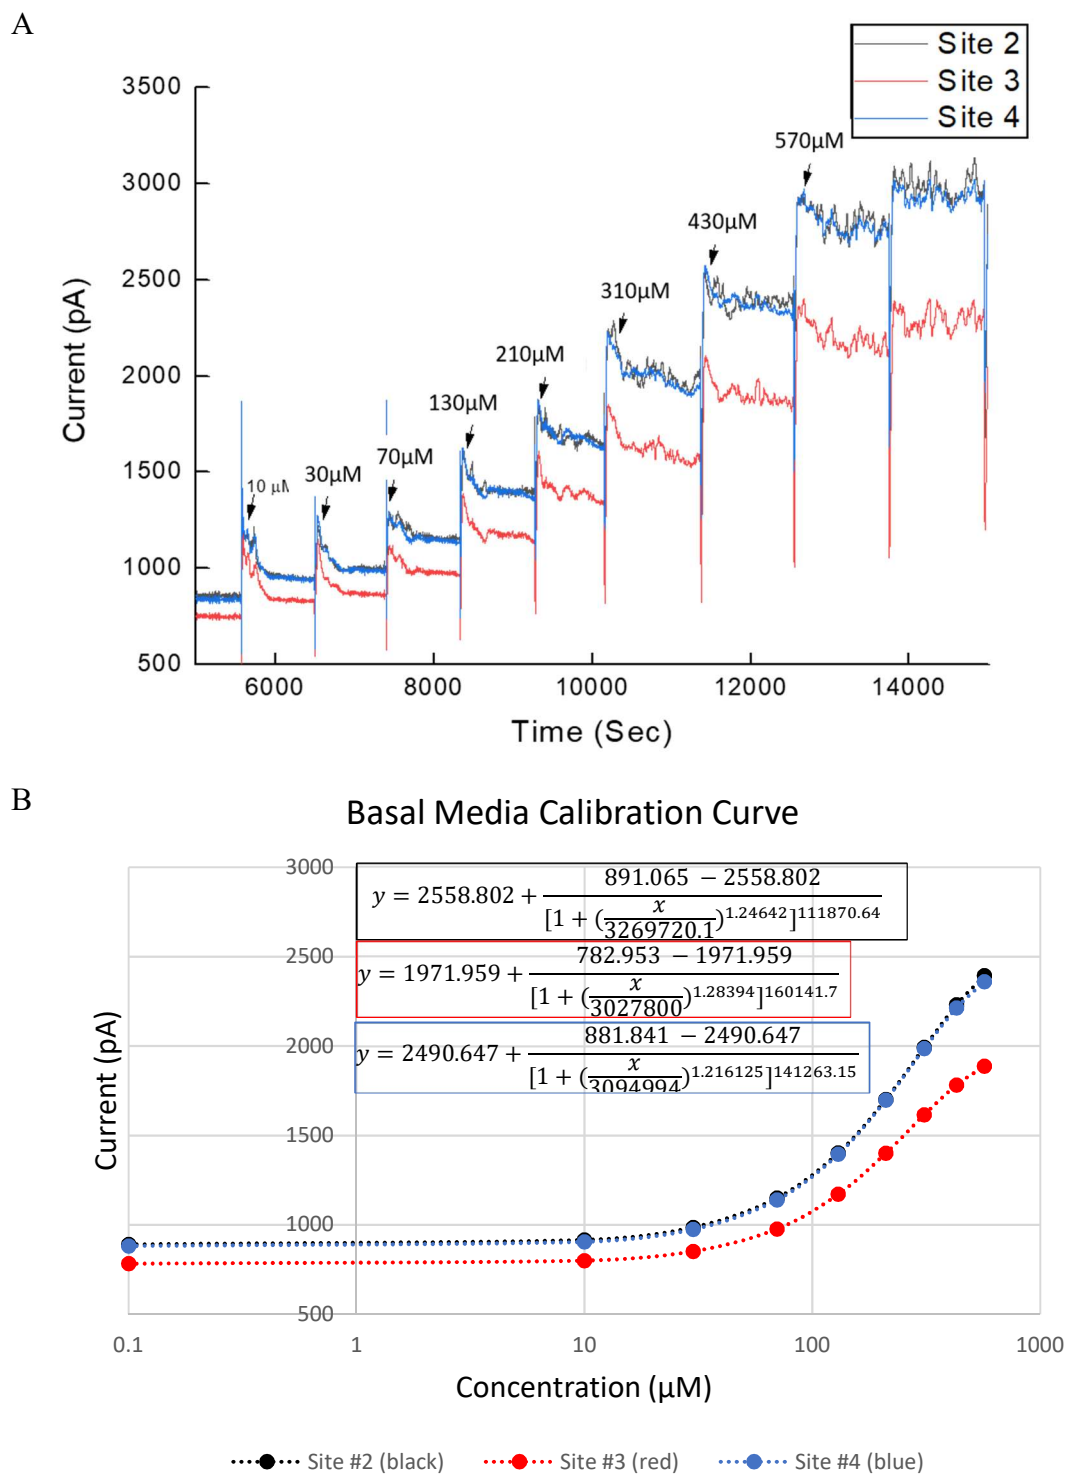 A
Site 2
Site 3
Site 4
3500
3000
2500
2000
1500
1000
500
Current (pA)
10 μM
30μM
70μM
130μM
210μM
310μM
430μM
570μM
6000 8000 10000 12000 14000
Time (Sec)
B
Basal Media Calibration Curve
3000
2500
2000
1500
1000
500
Current (pA)
y = 2558.802 + (891.065 − 2558.802) / [1 + (x/3269720.1)^1.24642]^111870.64
y = 1971.959 + (782.953 − 1971.959) / [1 + (x/3027800)^1.28394]^160141.7
y = 2490.647 + (881.841 − 2490.647) / [1 + (x/3094994)^1.216125]^141263.15
0.1 1 10 100 1000
Concentration (μM)
Site #2 (black) Site #3 (red) Site #4 (blue)